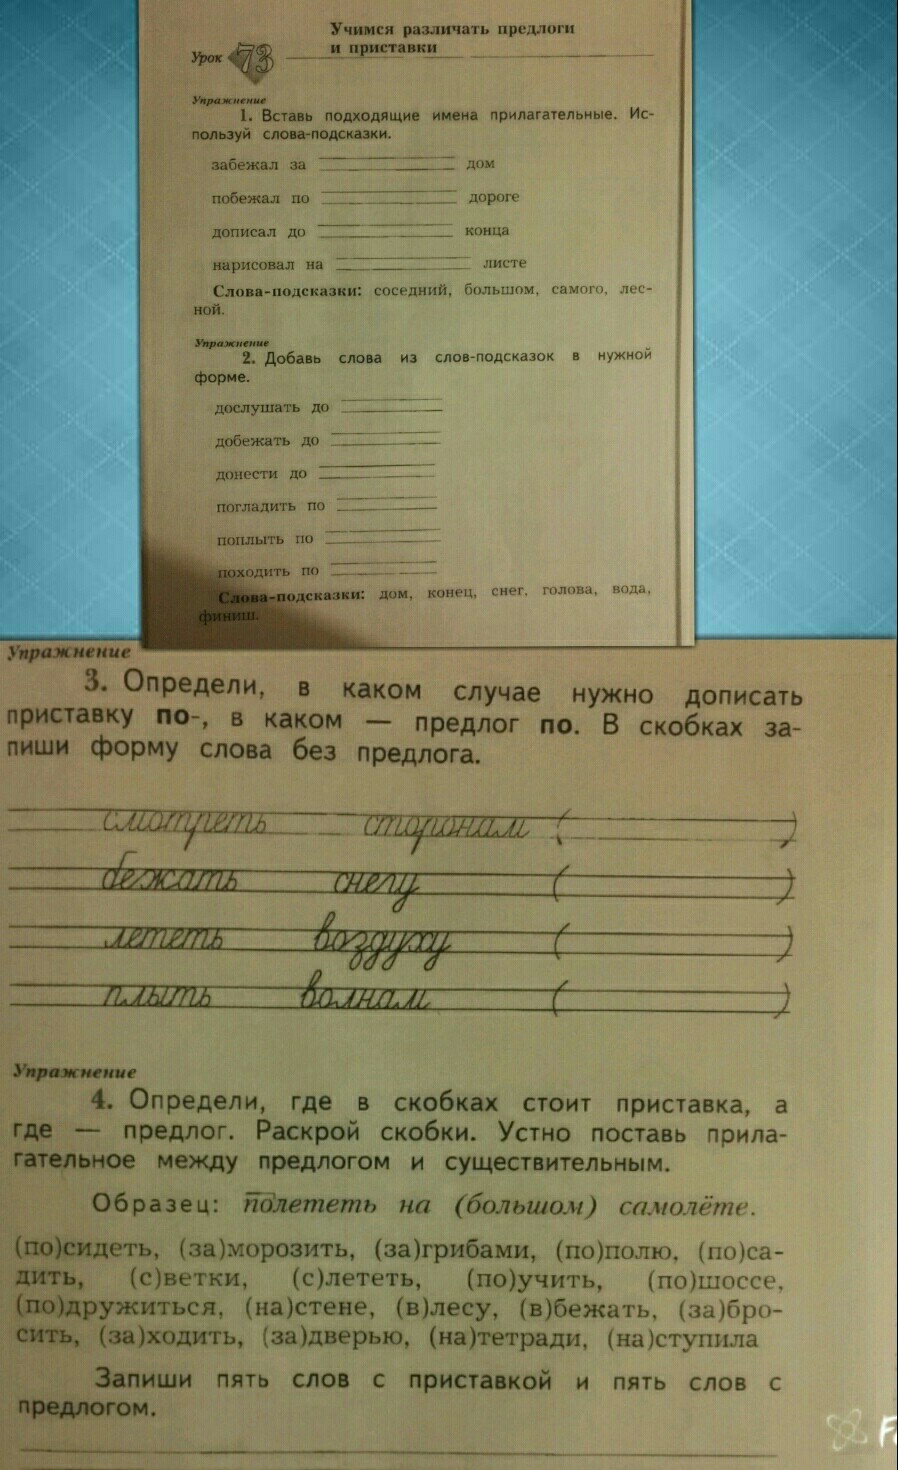 Учимся различать предлоги
и приставки
Урок 73
Упражнение
1. Вставь подходящие имена прилагательные. Ис-
пользуй слова-подсказки.
забежал за дом
побежал по дороге
дописал до конца
нарисовал на листе
Слова-подсказки: соседний, большом, самого, лес-
ной.
Упражнение
2. Добавь слова из слов-подсказок в нужной
форме.
дослушать до
добежать до
донести до
погладить по
поплыть по
походить по
Слова-подсказки: дом, конец, снег, голова, вода,
финиш.
Упражнение
3. Определи, в каком случае нужно дописать
приставку по-, в каком — предлог по. В скобках за-
пиши форму слова без предлога.
смотреть сторонам ( )
бежать снегу ( )
лететь воздуху ( )
плыть волнам ( )
Упражнение
4. Определи, где в скобках стоит приставка, а
где — предлог. Раскрой скобки. Устно поставь прила-
гательное между предлогом и существительным.
Образец: полететь на (большом) самолёте.
(по)сидеть, (за)морозить, (за)грибами, (по)полю, (по)са-
дить, (с)ветки, (с)лететь, (по)учить, (по)шоссе,
(по)дружиться, (на)стене, (в)лесу, (в)бежать, (за)бро-
сить, (за)ходить, (за)дверью, (на)тетради, (на)ступила
Запиши пять слов с приставкой и пять слов с
предлогом.